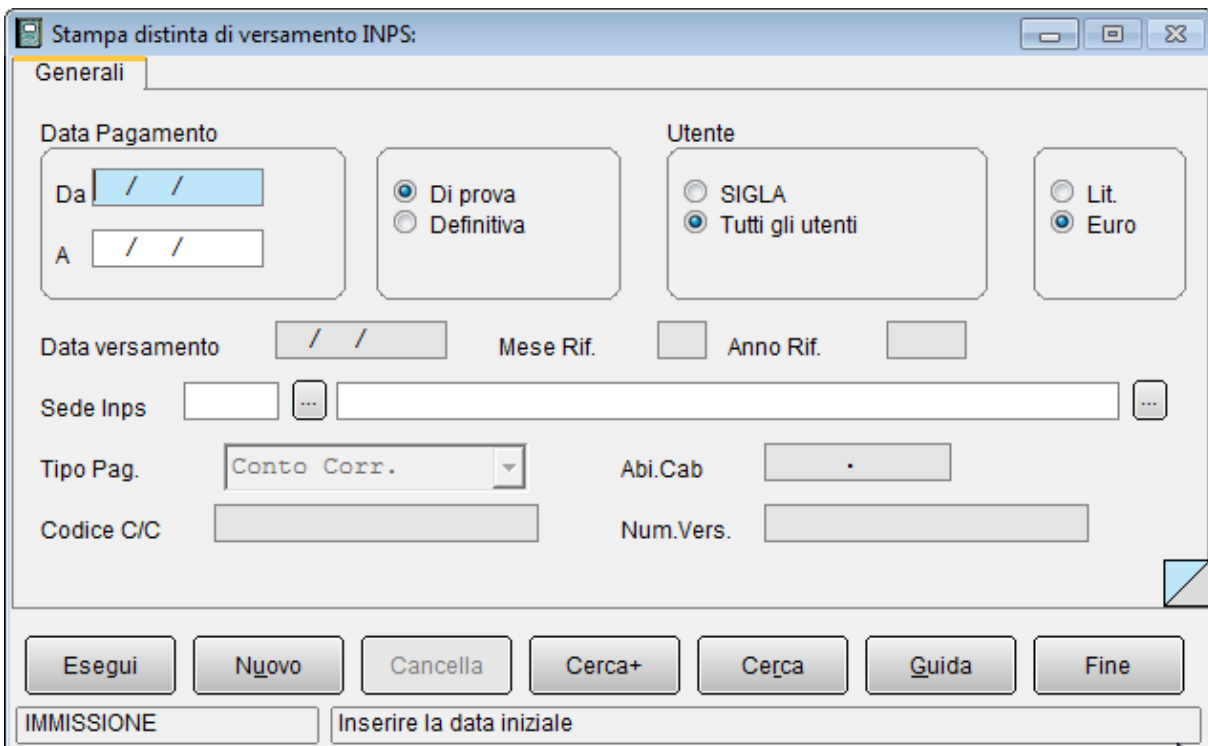 Stampa distinta di versamento INPS:
Generali
Data Pagamento
Utente
Da / /
Di prova
SIGLA
Lit.
Definitiva
Tutti gli utenti
Euro
A / /
Data versamento / / Mese Rif. Anno Rif.
Sede Inps ... ...
Tipo Pag. Conto Corr. Abi.Cab .
Codice C/C Num.Vers.
Esegui Nuovo Cancella Cerca+ Cerca Guida Fine
IMMISSIONE Inserire la data iniziale